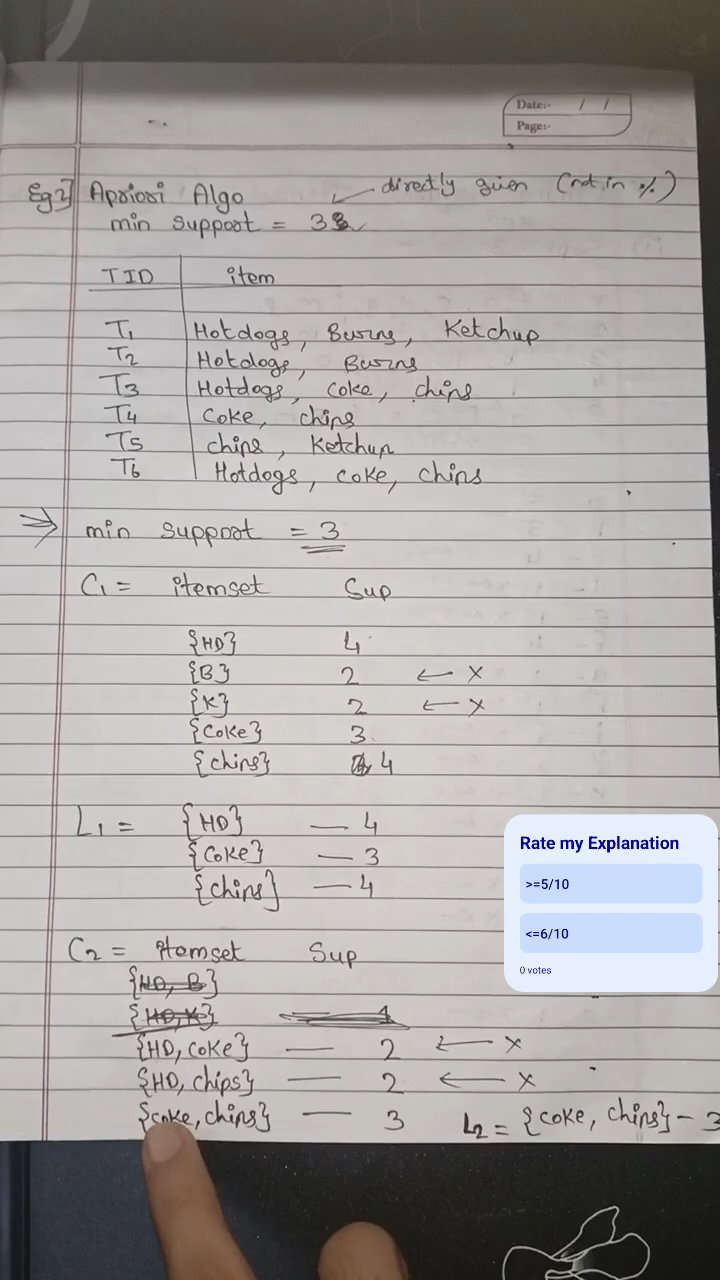 Date:- / /
Page:-
Eg 2] Apriori Algo
directly given (not in %)
min support = 3
TID item
T1 Hotdogs, Buns, Ketchup
T2 Hotdogs, Buns
T3 Hotdogs, Coke, chips
T4 Coke, chips
T5 chips, Ketchup
T6 Hotdogs, Coke, Chips
⇒ min support = 3
C1 = itemset Sup
{HD} 4
{B} 2 ← x
{K} 2 ← x
{Coke} 3
{chips} 4
L1 = {HD} — 4
{Coke} — 3
{chips} — 4
C2 = itemset Sup
{HD, B}
{HD, K} 1
{HD, Coke} — 2 ← x
{HD, chips} — 2 ← x
{coke, chips} — 3
L2 = {coke, chips} - 3
Rate my Explanation
>=5/10
<=6/10
0 votes